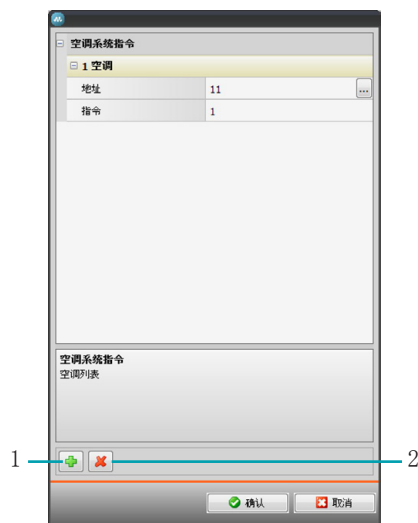 空调系统指令
1 空调
地址 11 ...
指令 1
空调系统指令
空调列表
1 2
确认 取消